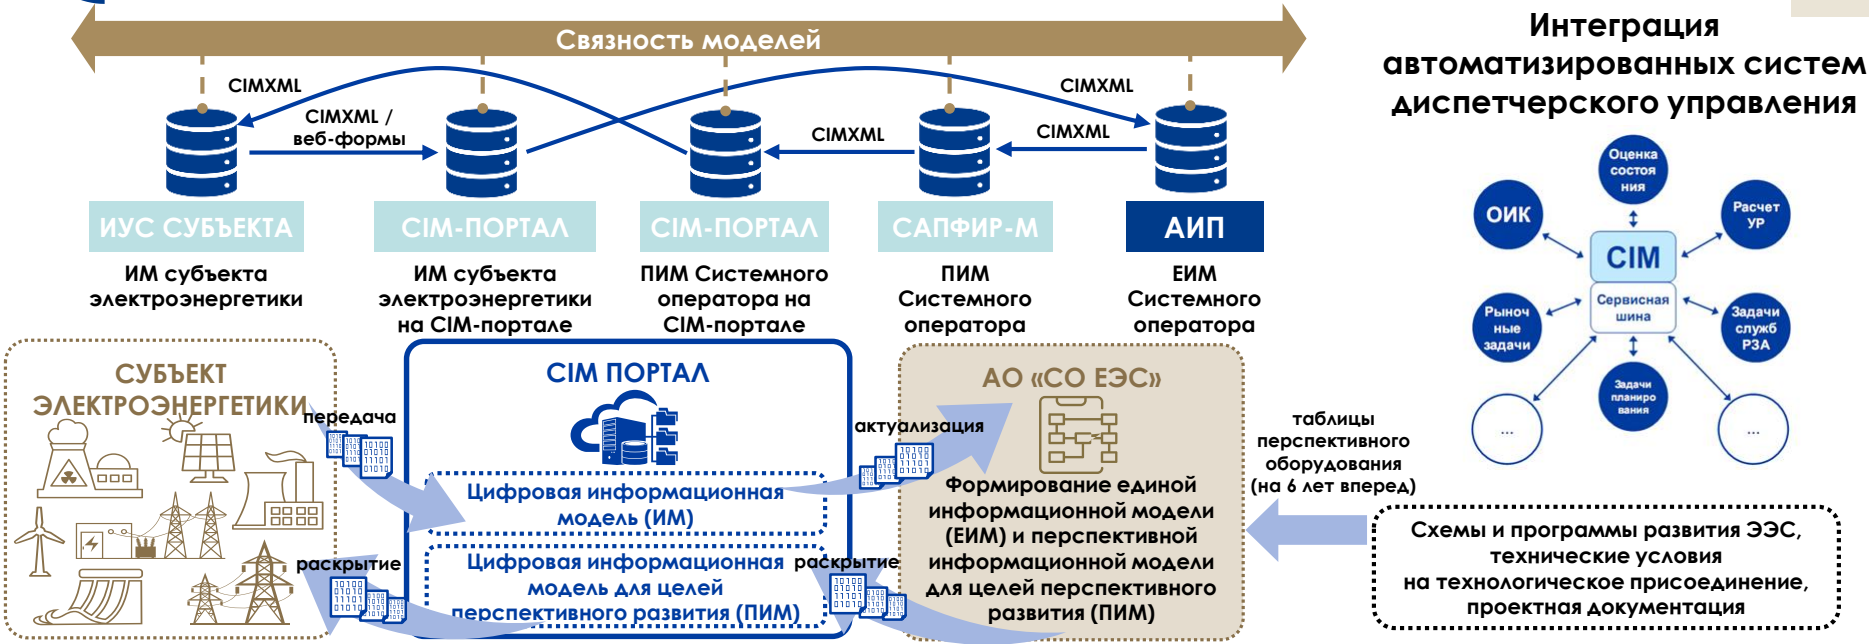 Связность моделей
CIMXML
CIMXML /
веб-формы
CIMXML
CIMXML
CIMXML
ИУС СУБЪЕКТА
CIM-ПОРТАЛ
CIM-ПОРТАЛ
САПФИР-М
АИП
ИМ субъекта
электроэнергетики
ИМ субъекта
электроэнергетики
на CIM-портале
ПИМ Системного
оператора на
CIM-портале
ПИМ
Системного
оператора
ЕИМ
Системного
оператора
СУБЪЕКТ
ЭЛЕКТРОЭНЕРГЕТИКИ
передача
раскрытие
CIM ПОРТАЛ
Цифровая информационная
модель (ИМ)
Цифровая информационная
модель для целей
перспективного развития (ПИМ)
актуализация
раскрытие
АО «СО ЕЭС»
Формирование единой
информационной модели
(ЕИМ) и перспективной
информационной модели
для целей перспективного
развития (ПИМ)
таблицы
перспективного
оборудования
(на 6 лет вперед)
Схемы и программы развития ЭЭС,
технические условия
на технологическое присоединение,
проектная документация
Интеграция
автоматизированных систем
диспетчерского управления
Оценка
состоя
ния
ОИК
Расчет
УР
CIM
Сервисная
шина
Рыноч
ные
задачи
Задачи
служб
РЗА
Задачи
планиро
вания
...
...